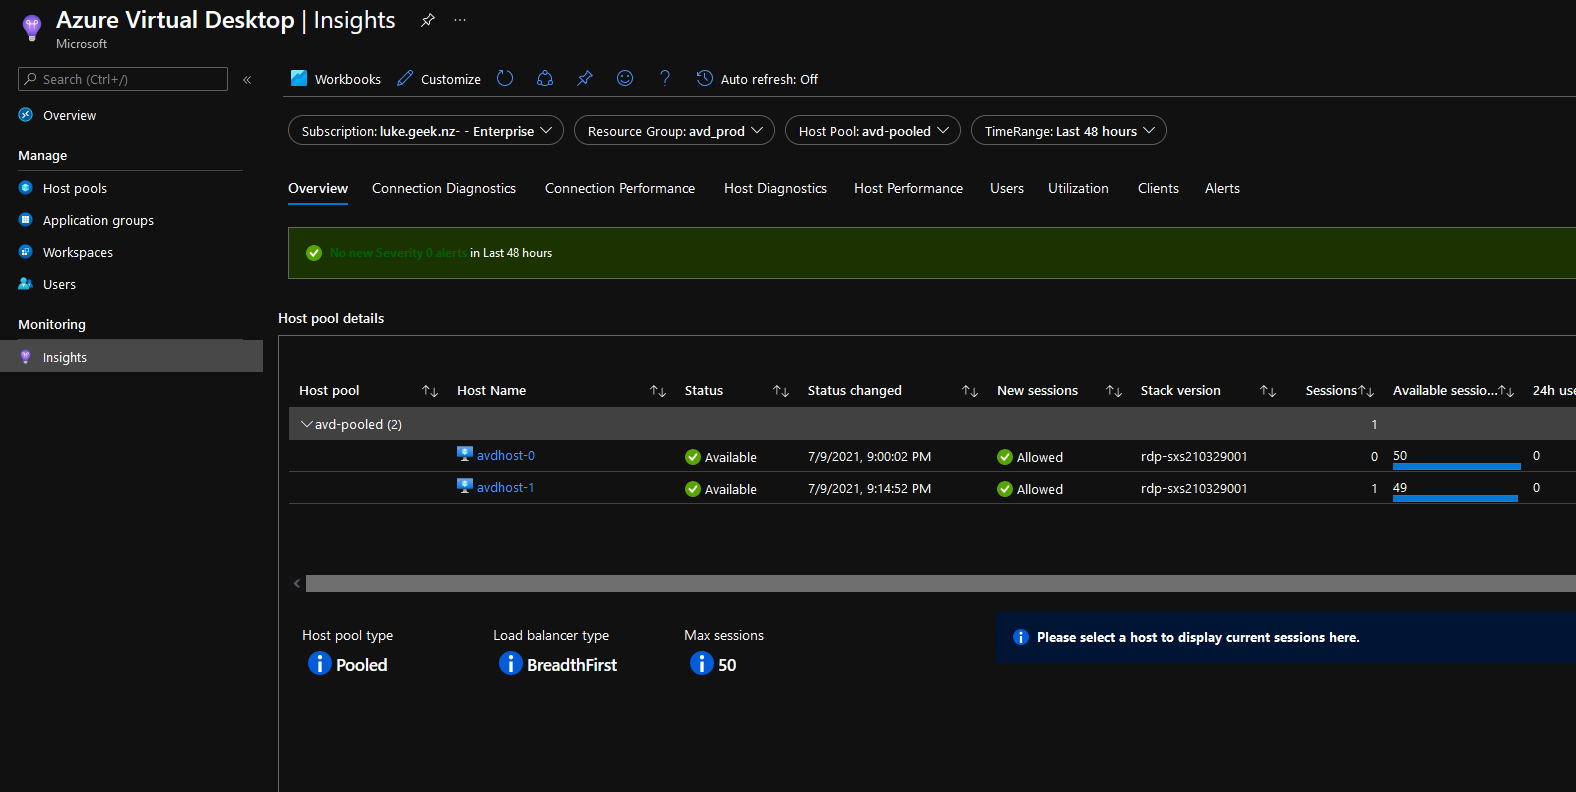 Azure Virtual Desktop | Insights
Microsoft
Search (Ctrl+/)
Overview
Manage
Host pools
Application groups
Workspaces
Users
Monitoring
Insights
Workbooks Customize Auto refresh: Off
Subscription: luke.geek.nz- - Enterprise Resource Group: avd_prod Host Pool: avd-pooled TimeRange: Last 48 hours
Overview Connection Diagnostics Connection Performance Host Diagnostics Host Performance Users Utilization Clients Alerts
No new Severity 0 alerts in Last 48 hours
Host pool details
Host pool Host Name Status Status changed New sessions Stack version Sessions Available sessio... 24h use
avd-pooled (2) 1
avdhost-0 Available 7/9/2021, 9:00:02 PM Allowed rdp-sxs210329001 0 50 0
avdhost-1 Available 7/9/2021, 9:14:52 PM Allowed rdp-sxs210329001 1 49 0
Host pool type Load balancer type Max sessions
Pooled BreadthFirst 50
Please select a host to display current sessions here.